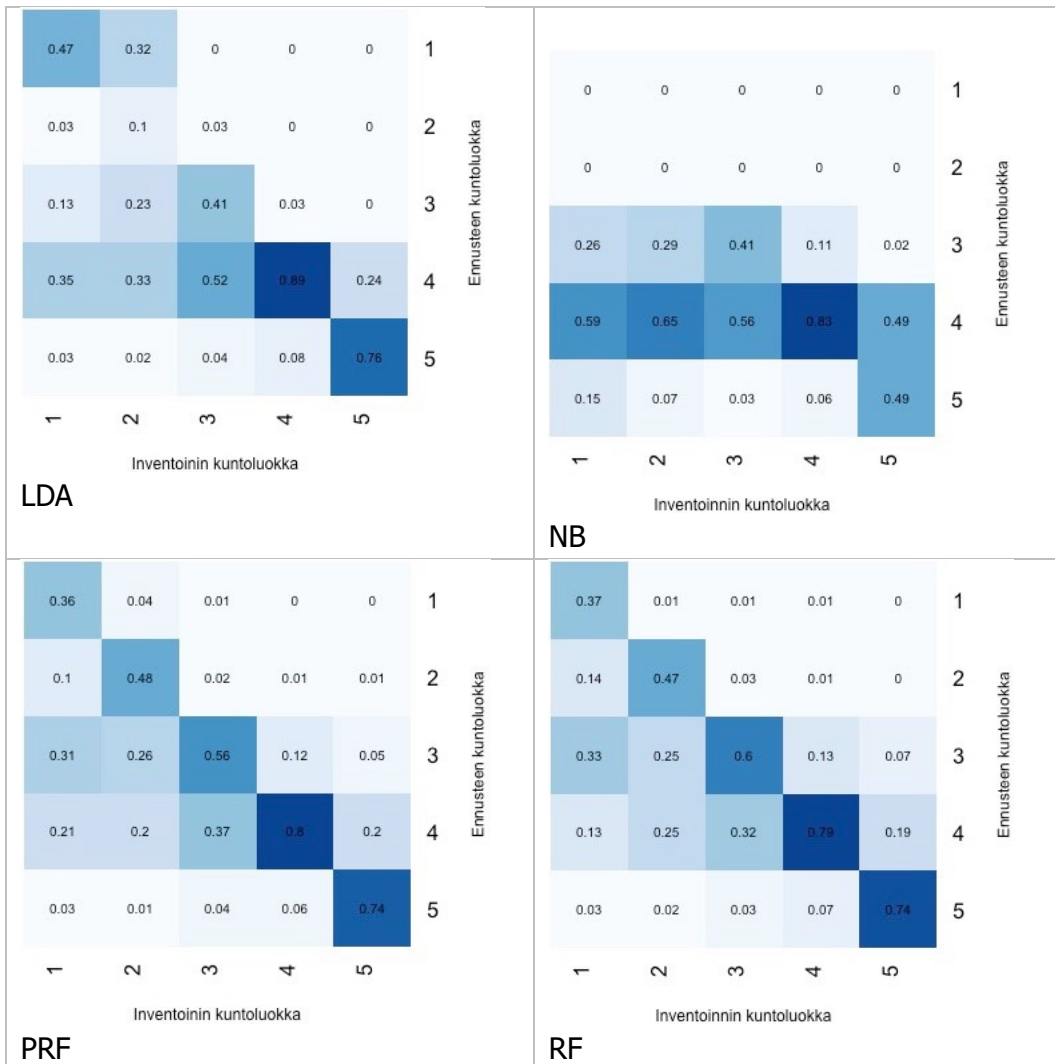 0.47 0.32 0 0 0 1
0.03 0.1 0.03 0 0 2
0.13 0.23 0.41 0.03 0 3
0.35 0.33 0.52 0.89 0.24 4
0.03 0.02 0.04 0.08 0.76 5
Ennusteen kuntoluokka
1 2 3 4 5
Inventoinin kuntoluokka
LDA
0 0 0 0 0 1
0 0 0 0 0 2
0.26 0.29 0.41 0.11 0.02 3
0.59 0.65 0.56 0.83 0.49 4
0.15 0.07 0.03 0.06 0.49 5
Ennusteen kuntoluokka
1 2 3 4 5
Inventoinnin kuntoluokka
NB
0.36 0.04 0.01 0 0 1
0.1 0.48 0.02 0.01 0.01 2
0.31 0.26 0.56 0.12 0.05 3
0.21 0.2 0.37 0.8 0.2 4
0.03 0.01 0.04 0.06 0.74 5
Ennusteen kuntoluokka
1 2 3 4 5
Inventoinin kuntoluokka
PRF
0.37 0.01 0.01 0.01 0 1
0.14 0.47 0.03 0.01 0 2
0.33 0.25 0.6 0.13 0.07 3
0.13 0.25 0.32 0.79 0.19 4
0.03 0.02 0.03 0.07 0.74 5
Ennusteen kuntoluokka
1 2 3 4 5
Inventoinnin kuntoluokka
RF